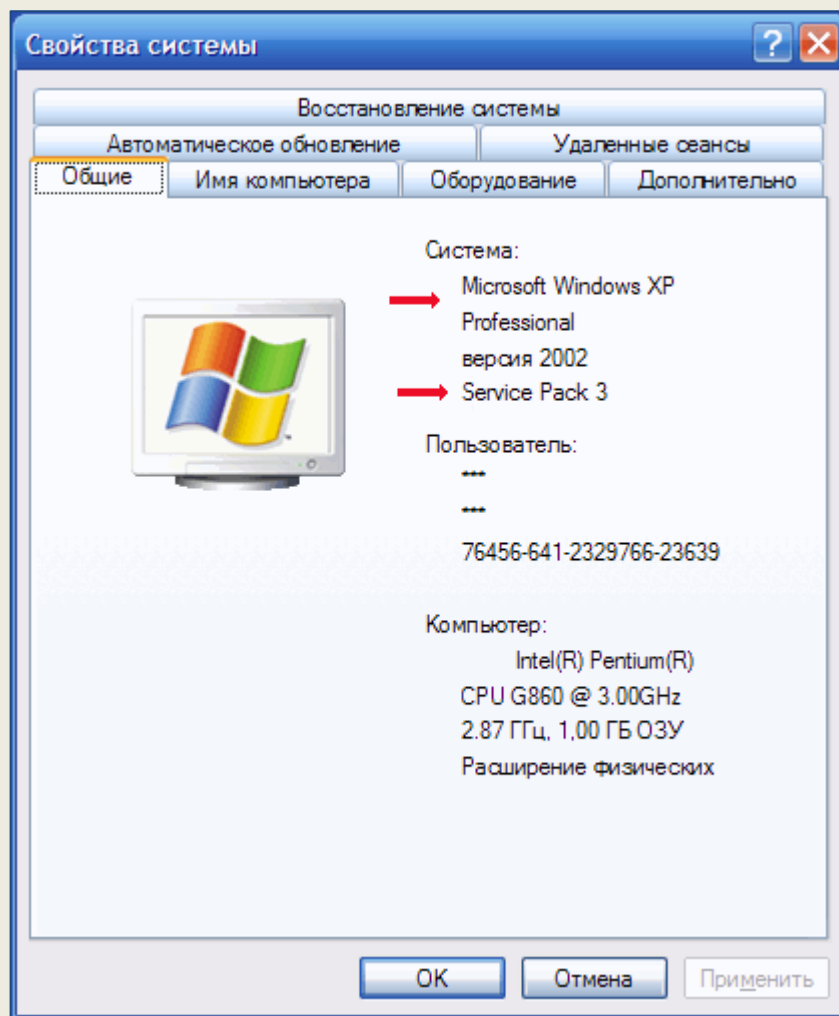 Свойства системы
Восстановление системы
Автоматическое обновление Удаленные сеансы
Общие Имя компьютера Оборудование Дополнительно
Система:
Microsoft Windows XP
Professional
версия 2002
Service Pack 3
Пользователь:
***
***
76456-641-2329766-23639
Компьютер:
Intel(R) Pentium(R)
CPU G860 @ 3.00GHz
2.87 ГГц, 1,00 ГБ ОЗУ
Расширение физических
OK Отмена Применить